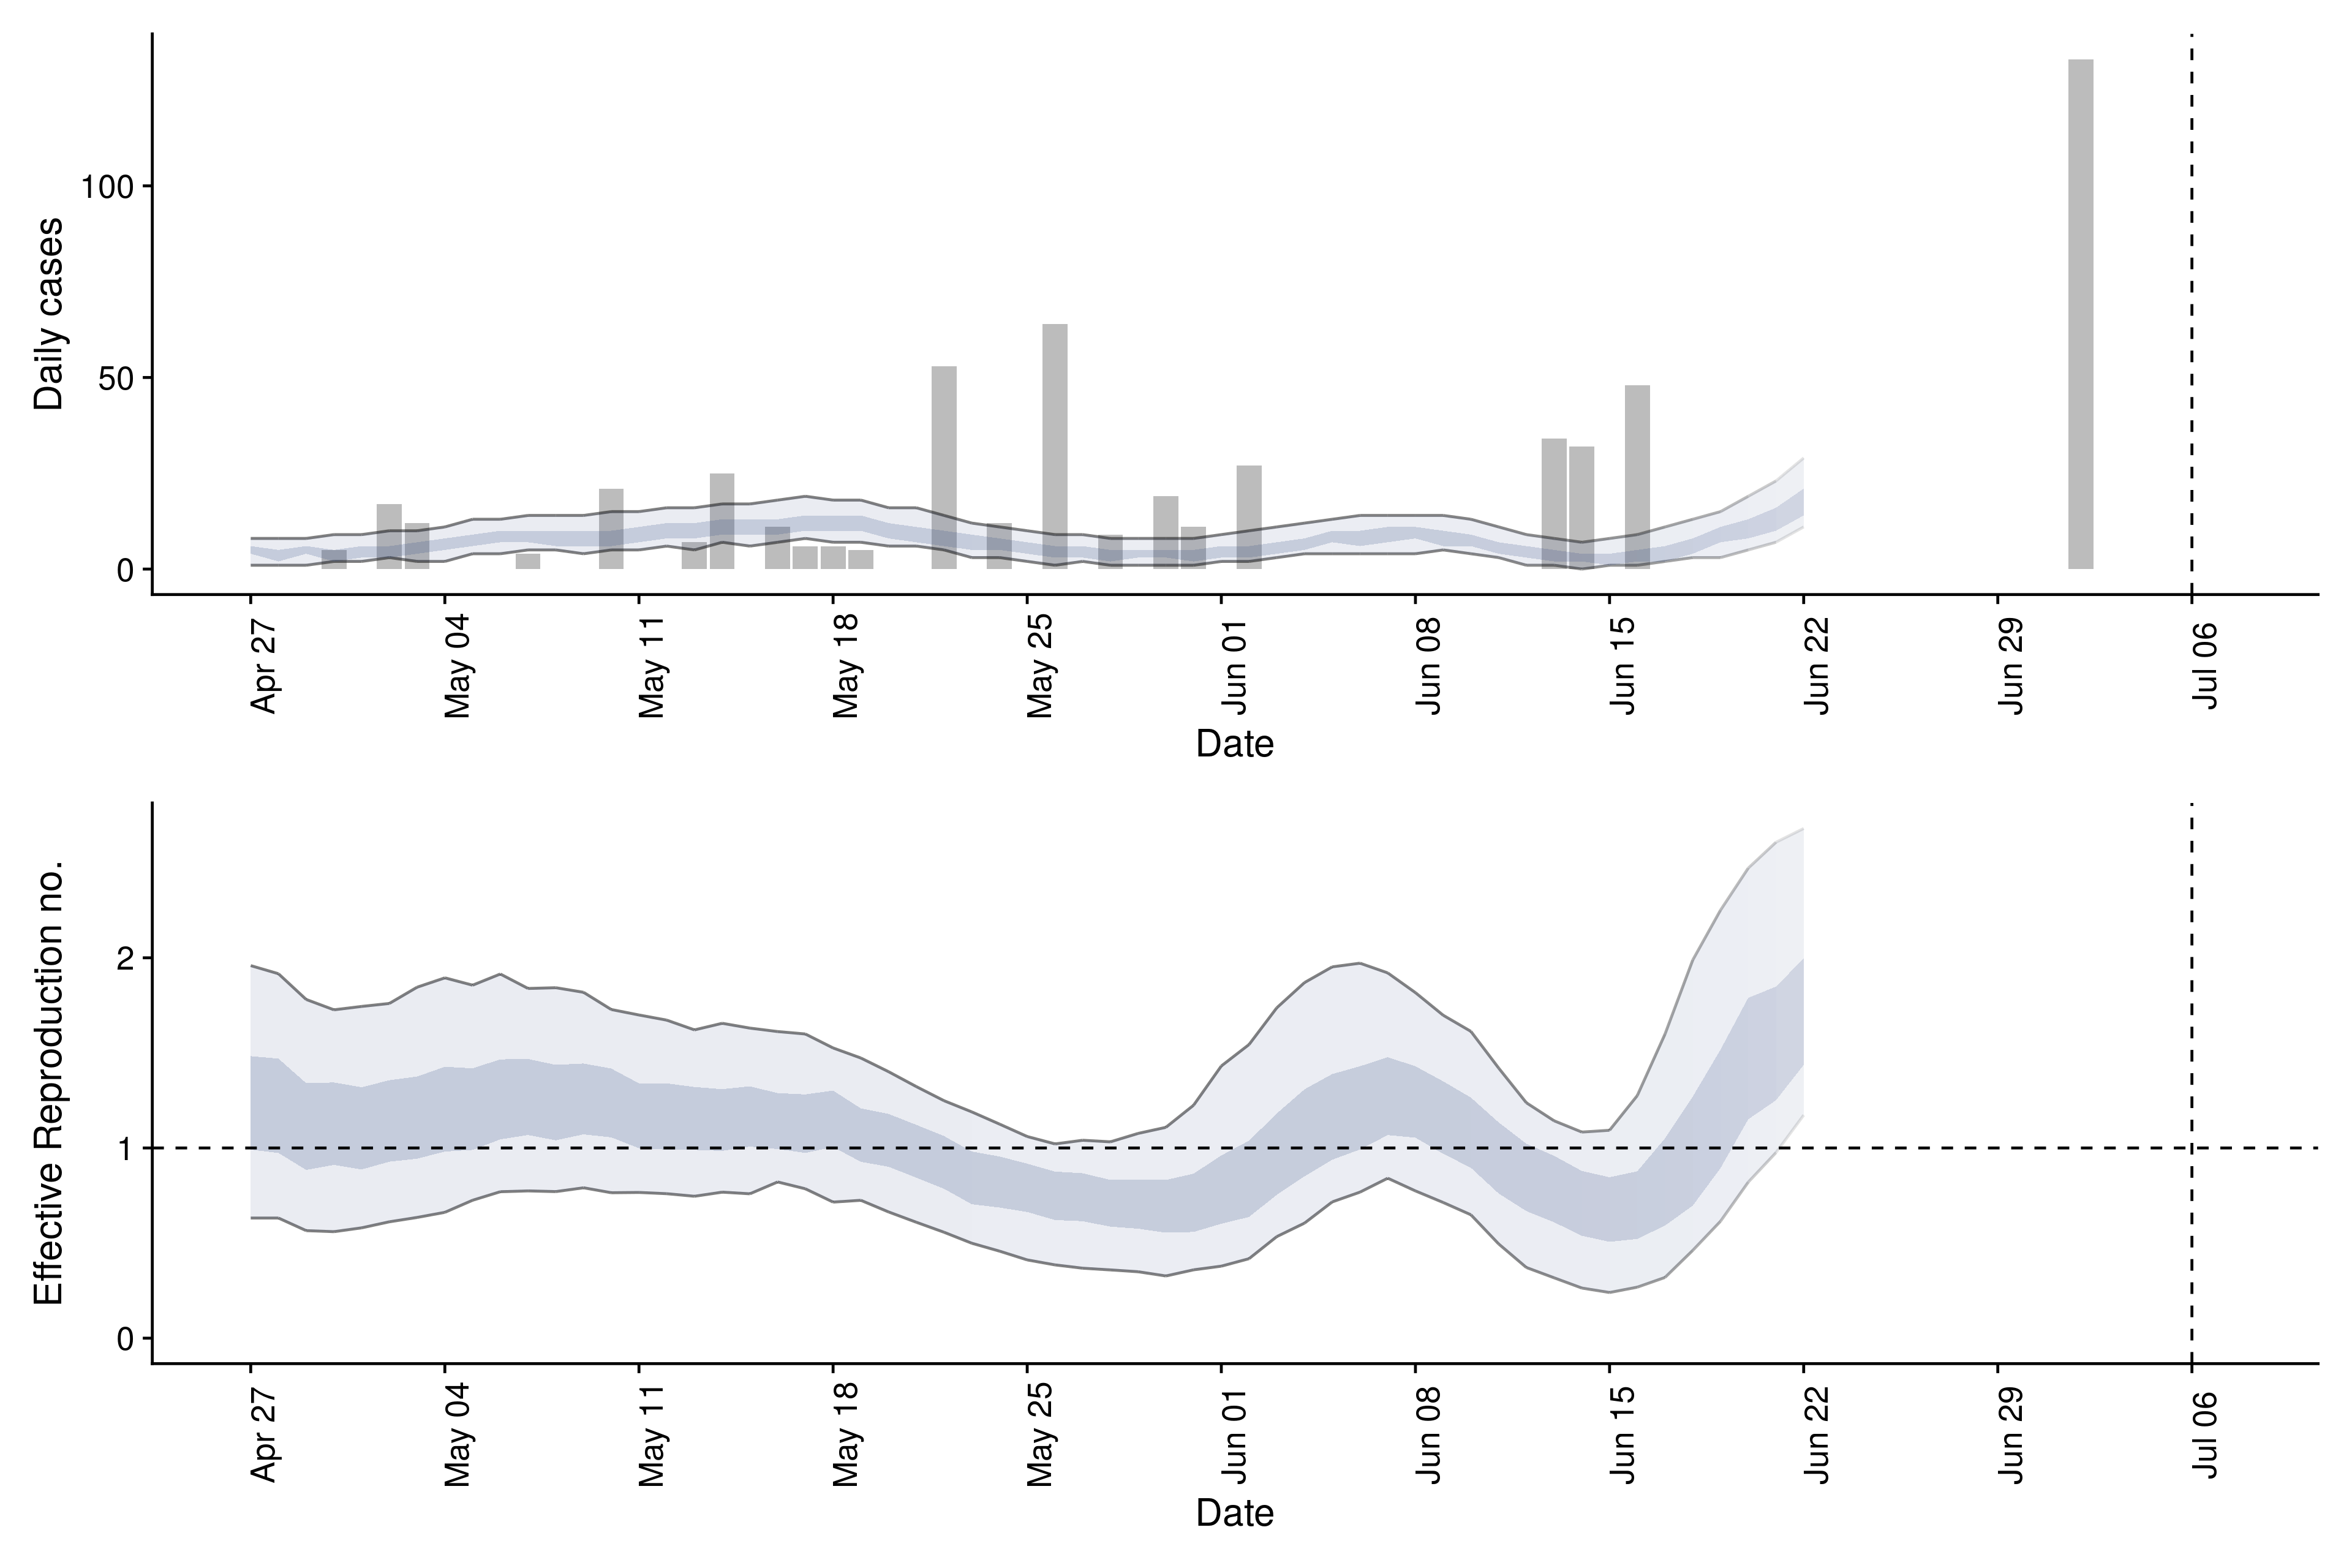 Daily cases
100
50
0
Apr 27
May 04
May 11
May 18
May 25
Jun 01
Jun 08
Jun 15
Jun 22
Jun 29
Jul 06
Date
Effective Reproduction no.
2
1
0
Apr 27
May 04
May 11
May 18
May 25
Jun 01
Jun 08
Jun 15
Jun 22
Jun 29
Jul 06
Date